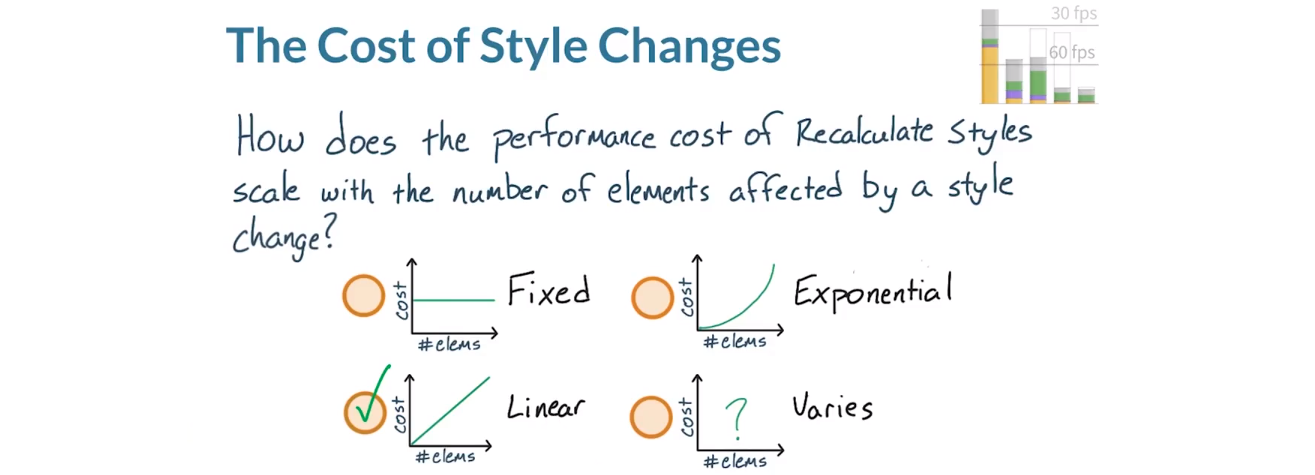 The Cost of Style Changes
30 fps
60 fps
How does the performance cost of Recalculate Styles
scale with the number of elements affected by a style
change?
cost
#elems
Fixed
cost
#elems
Exponential
cost
#elems
Linear
cost
?
#elems
Varies